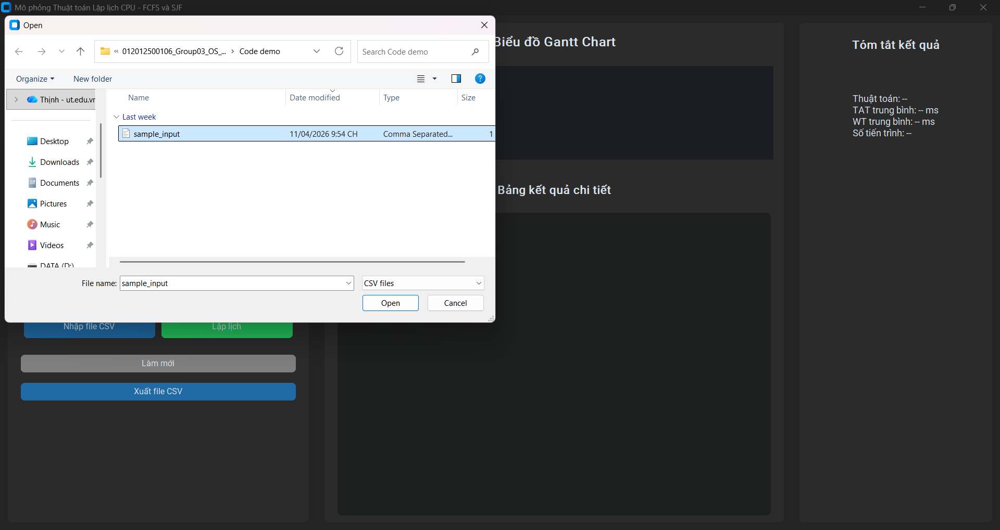 Mô phỏng Thuật toán Lập lịch CPU - FCFS và SJF
Open
« 012012500106_Group03_OS_... › Code demo
Search Code demo
Organize
New folder
Thịnh - ut.edu.vn
Desktop
Downloads
Documents
Pictures
Music
Videos
DATA (D:)
Name Date modified Type Size
Last week
sample_input 11/04/2026 9:54 CH Comma Separated... 1
File name: sample_input CSV files
Open Cancel
Nhập file CSV Lập lịch
Làm mới
Xuất file CSV
Biểu đồ Gantt Chart
Bảng kết quả chi tiết
Tóm tắt kết quả
Thuật toán: --
TAT trung bình: -- ms
WT trung bình: -- ms
Số tiến trình: --